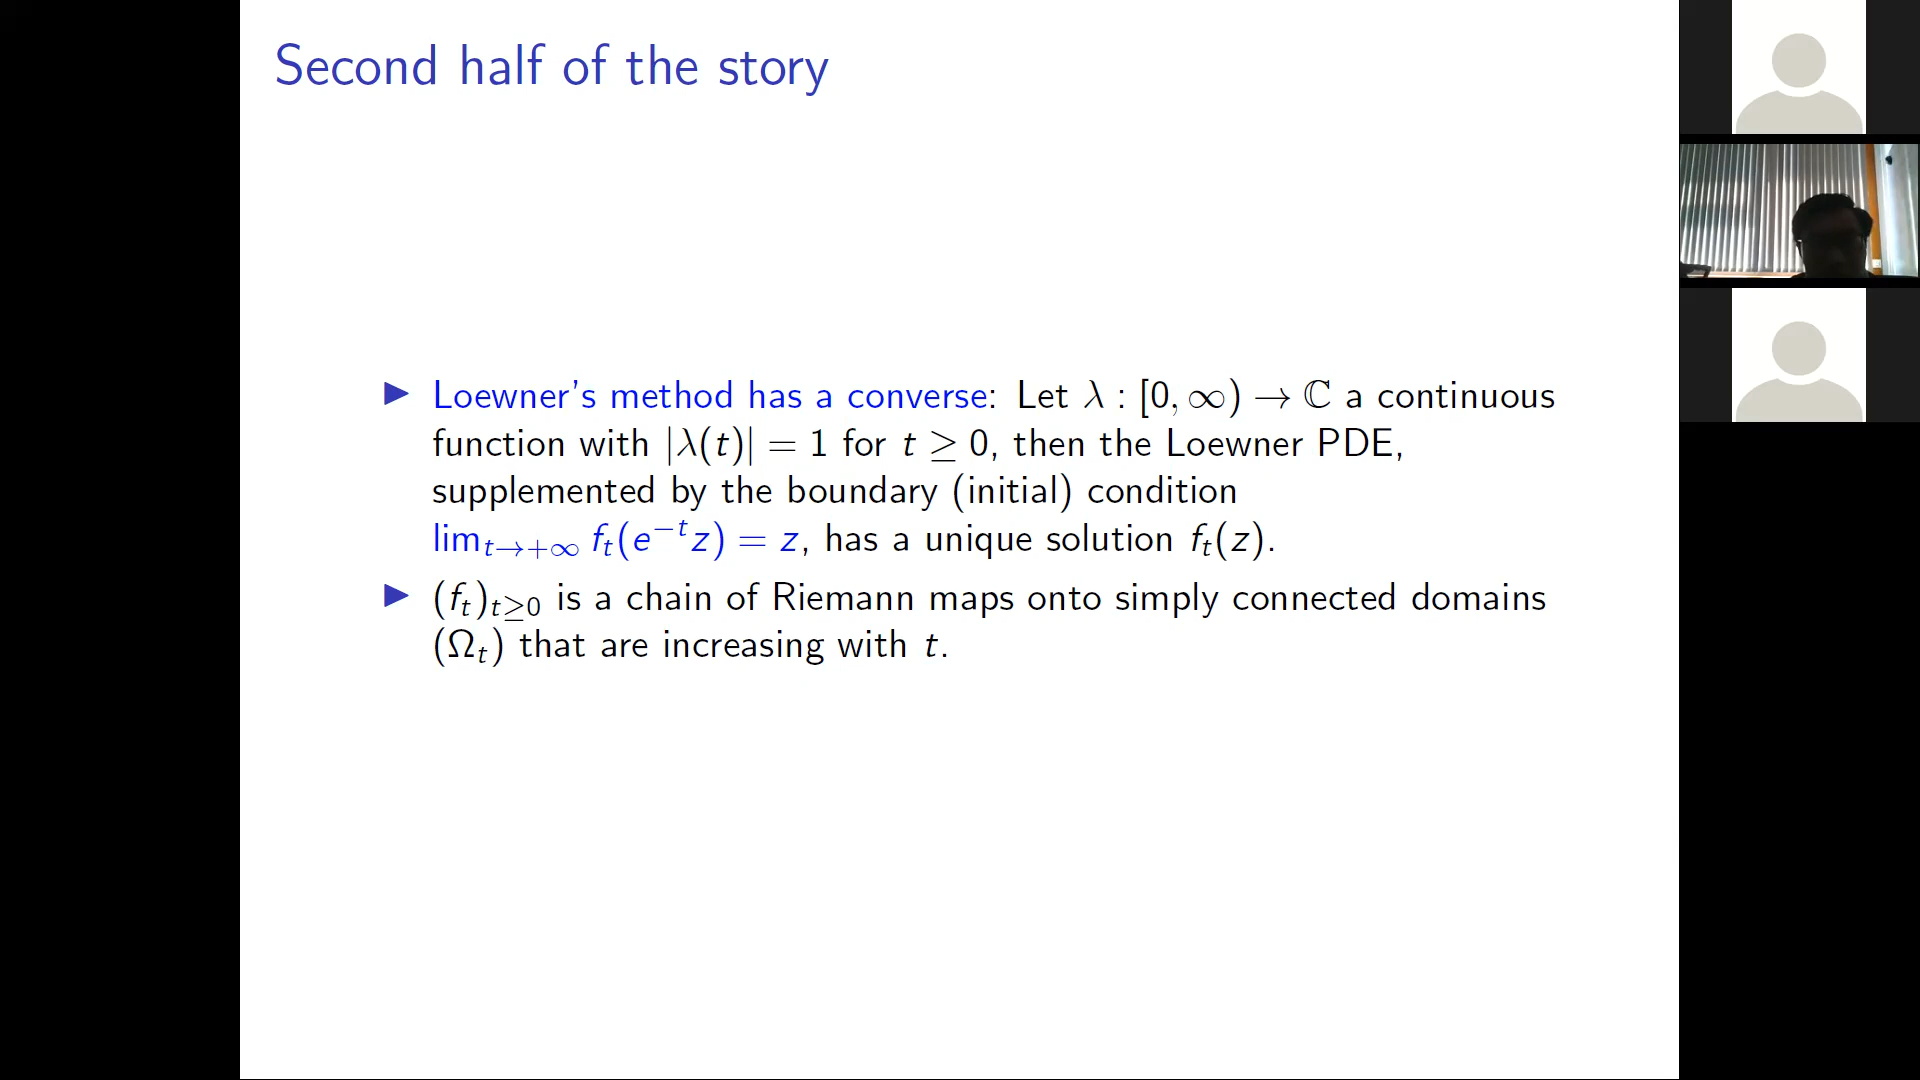 Second half of the story
▶ Loewner's method has a converse: Let λ : [0, ∞) → ℂ a continuous
function with |λ(t)| = 1 for t ≥ 0, then the Loewner PDE,
supplemented by the boundary (initial) condition
lim_{t→+∞} f_t(e^{−t}z) = z, has a unique solution f_t(z).
▶ (f_t)_{t≥0} is a chain of Riemann maps onto simply connected domains
(Ω_t) that are increasing with t.